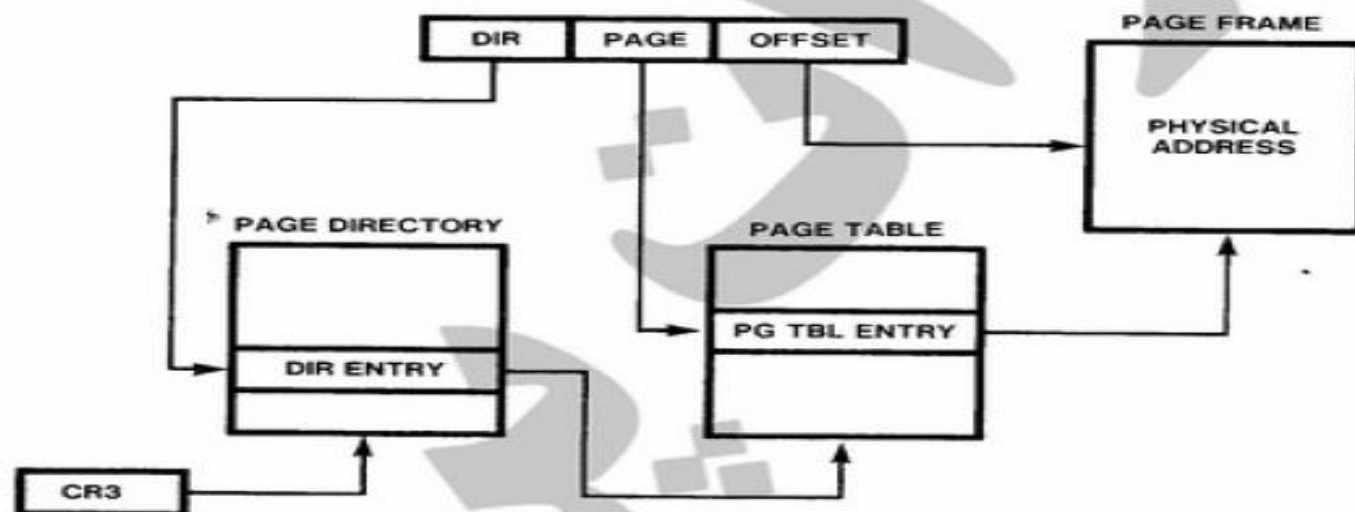 DIR PAGE OFFSET
PAGE FRAME
PHYSICAL
ADDRESS
PAGE DIRECTORY
PAGE TABLE
PG TBL ENTRY
DIR ENTRY
CR3